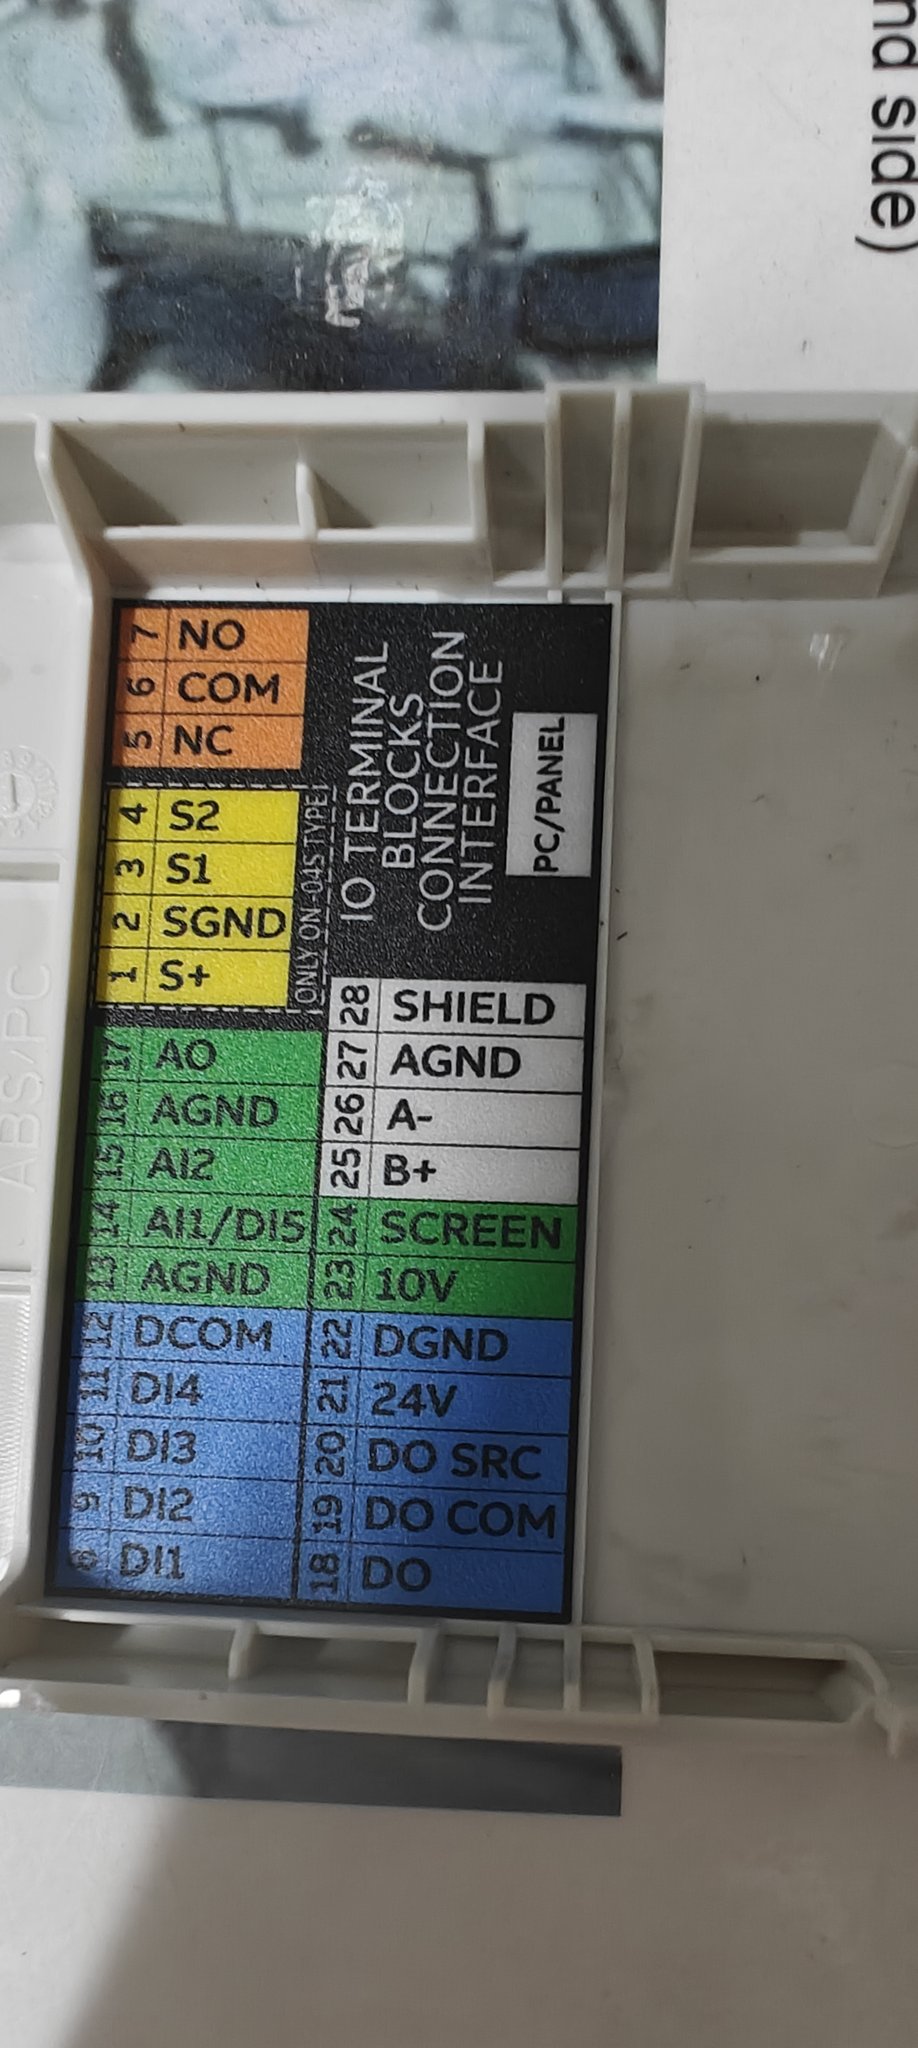 nd side)
7 NO
6 COM
5 NC
4 S2
3 S1
2 SGND
1 S+
ONLY ON -04S TYPE
IO TERMINAL
BLOCKS
CONNECTION
INTERFACE
PC/PANEL
17 AO
16 AGND
15 AI2
14 AI1/DI5
13 AGND
12 DCOM
11 DI4
10 DI3
9 DI2
8 DI1
28 SHIELD
27 AGND
26 A-
25 B+
24 SCREEN
23 10V
22 DGND
21 24V
20 DO SRC
19 DO COM
18 DO
ABS/PC